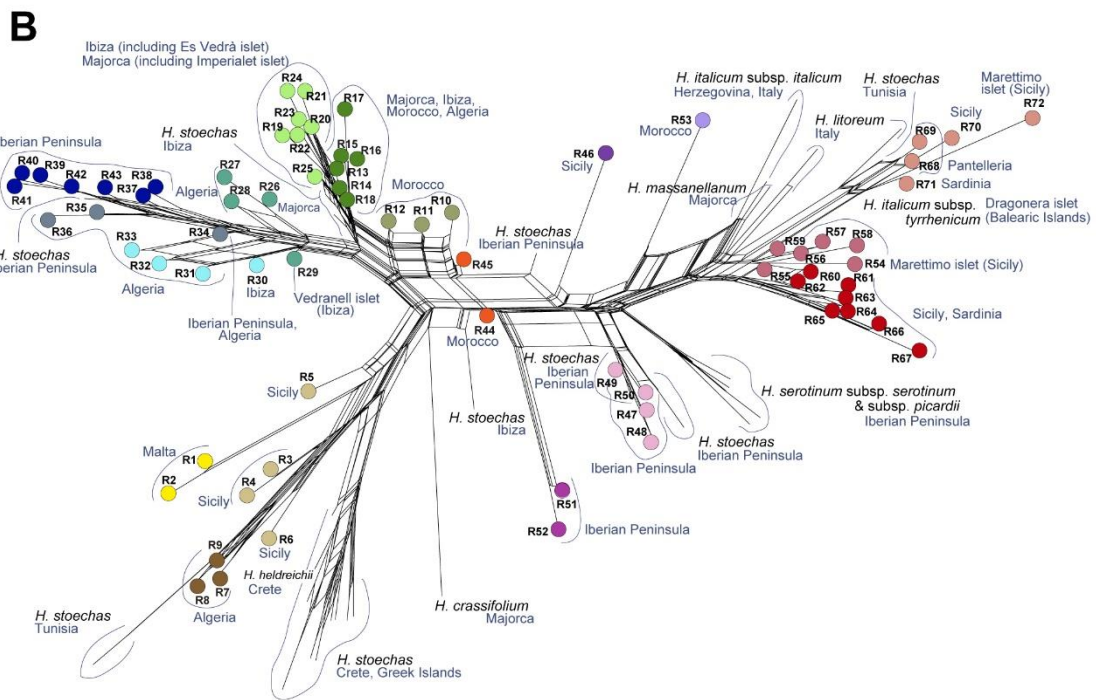 B
Ibiza (including Es Vedrà islet)
Majorca (including Imperialet islet)
R24
R21
R23
R20
R19
R22
R25
R17
R15
R16
R13
R14
R18
Majorca, Ibiza,
Morocco, Algeria
H. stoechas
Ibiza
berian Peninsula
R40
R39
R38
R42
R43
R37
R41
R35
R36
H. stoechas
berian Peninsula
R27
Algeria
R28
R26
Majorca
R34
R33
R32
R31
Algeria
R30
Ibiza
R29
Vedranell islet
(Ibiza)
Iberian Peninsula,
Algeria
Morocco
R12
R11
R10
R45
H. stoechas
Iberian Peninsula
R46
Sicily
R53
Morocco
H. italicum subsp. italicum
Herzegovina, Italy
H. stoechas
Tunisia
Marettimo
islet (Sicily)
R72
H. litoreum
Italy
Sicily
R69
R70
R68
Pantelleria
R71
Sardinia
H. massanellanum
Majorca
H. italicum subsp.
tyrrhenicum
Dragonera islet
(Balearic Islands)
R59
R57
R58
R56
R54
R55
R60
R61
R62
R63
R65
R64
R66
R67
Marettimo islet (Sicily)
Sicily, Sardinia
R44
Morocco
H. stoechas
Iberian
Peninsula
R49
R50
R47
R48
Iberian Peninsula
H. serotinum subsp. serotinum
& subsp. picardii
Iberian Peninsula
H. stoechas
Iberian Peninsula
H. stoechas
Ibiza
R51
R52
Iberian Peninsula
R5
Sicily
Malta
R1
R2
R3
R4
Sicily
R6
Sicily
R9
R7
R8
Algeria
H. heldreichii
Crete
H. stoechas
Tunisia
H. crassifolium
Majorca
H. stoechas
Crete, Greek Islands